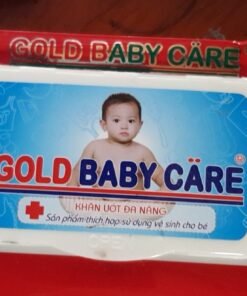 GOLD BABY CÄRE
GOLD BABY CÄRE ®
KHĂN ƯỚT ĐA NĂNG
Sản phẩm thích hợp sử dụng vệ sinh cho bé